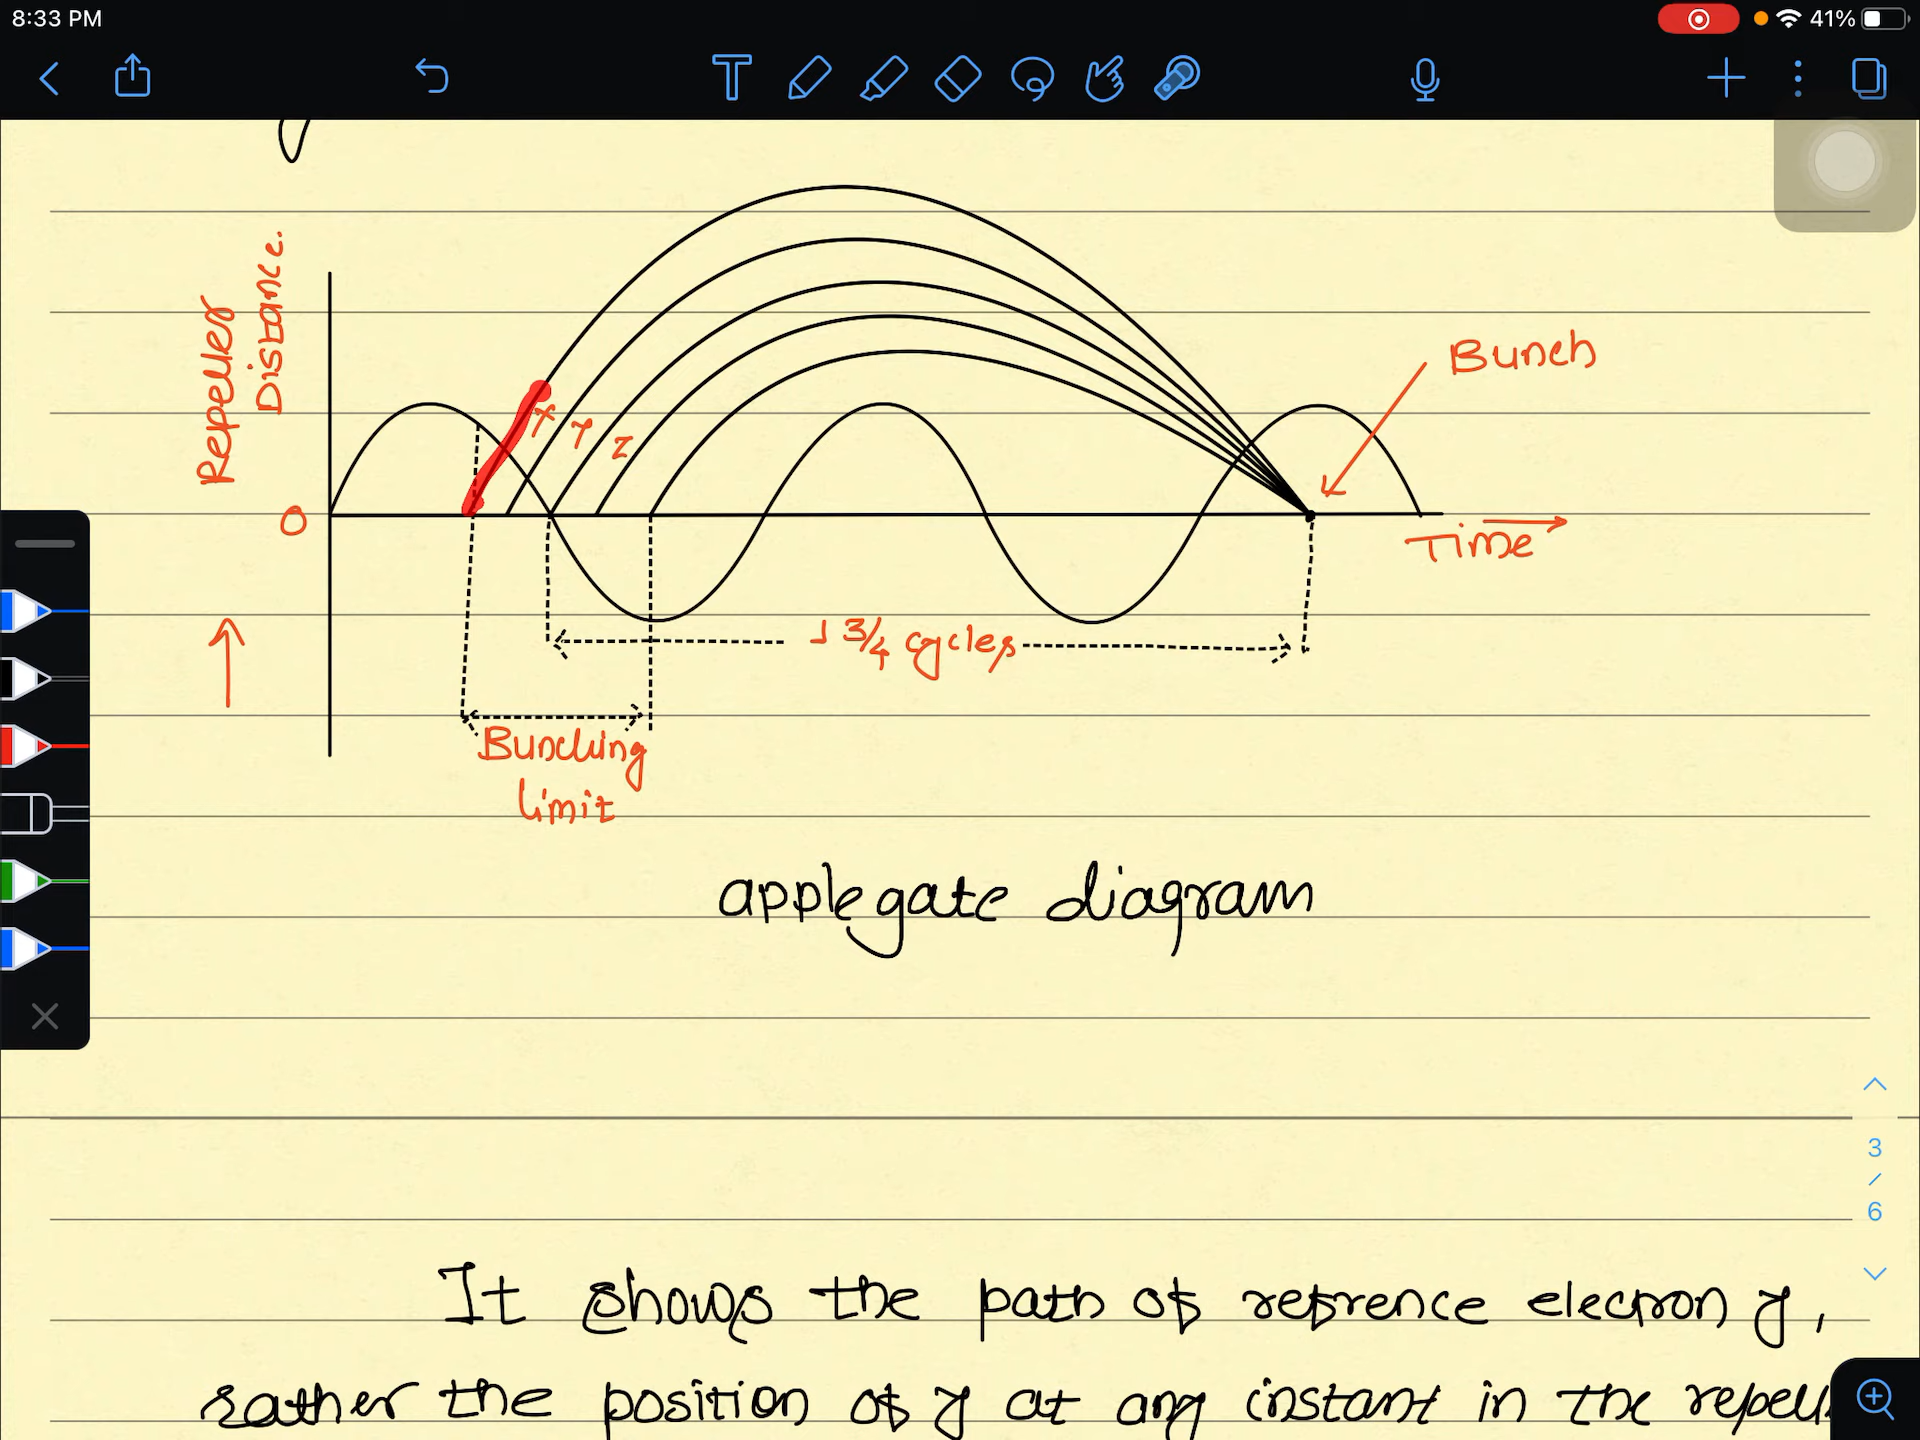 8:33 PM
41%
Repeller
Distance.
x
y
z
Bunch
0
Time
1 3/4 cycles
Bunching
limit
applegate diagram
3
/
6
It shows the path of refrence electron y,
rather the position of y at any instant in the repell